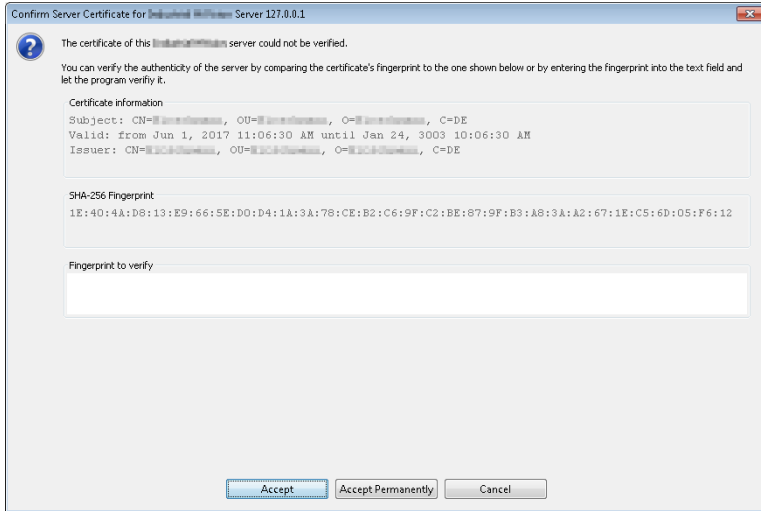 Confirm Server Certificate for Server 127.0.0.1
The certificate of this server could not be verified.
You can verify the authenticity of the server by comparing the certificate's fingerprint to the one shown below or by entering the fingerprint into the text field and
let the program verifiy it.
Certificate information
Subject: CN= , OU= , O= , C=DE
Valid: from Jun 1, 2017 11:06:30 AM until Jan 24, 3003 10:06:30 AM
Issuer: CN= , OU= , O= , C=DE
SHA-256 Fingerprint
1E:40:4A:D8:13:E9:66:5E:D0:D4:1A:3A:78:CE:B2:C6:9F:C2:BE:87:9F:B3:A8:3A:A2:67:1E:C5:6D:05:F6:12
Fingerprint to verify
Accept Accept Permanently Cancel